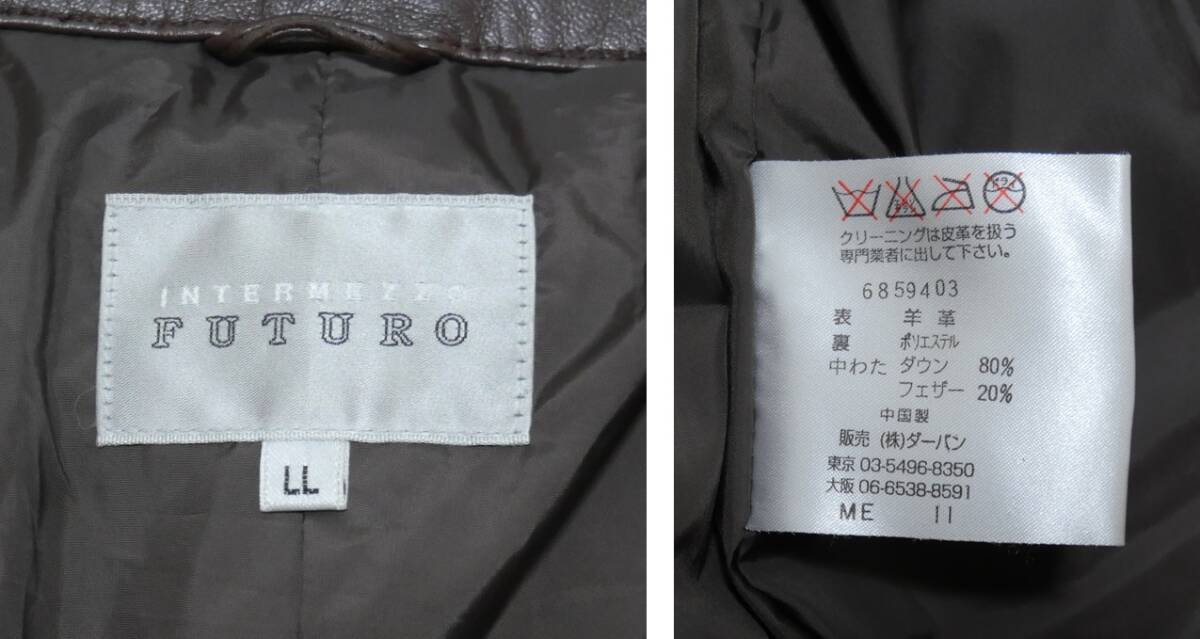 INTERMEZZO
FUTURO
LL
ドライ
クリーニングは皮革を扱う
専門業者に出して下さい。
6859403
表 羊革
裏 ポリエステル
中わた ダウン 80%
フェザー 20%
中国製
販売 (株)ダーバン
東京 03-5496-8350
大阪 06-6538-8591
ME 11